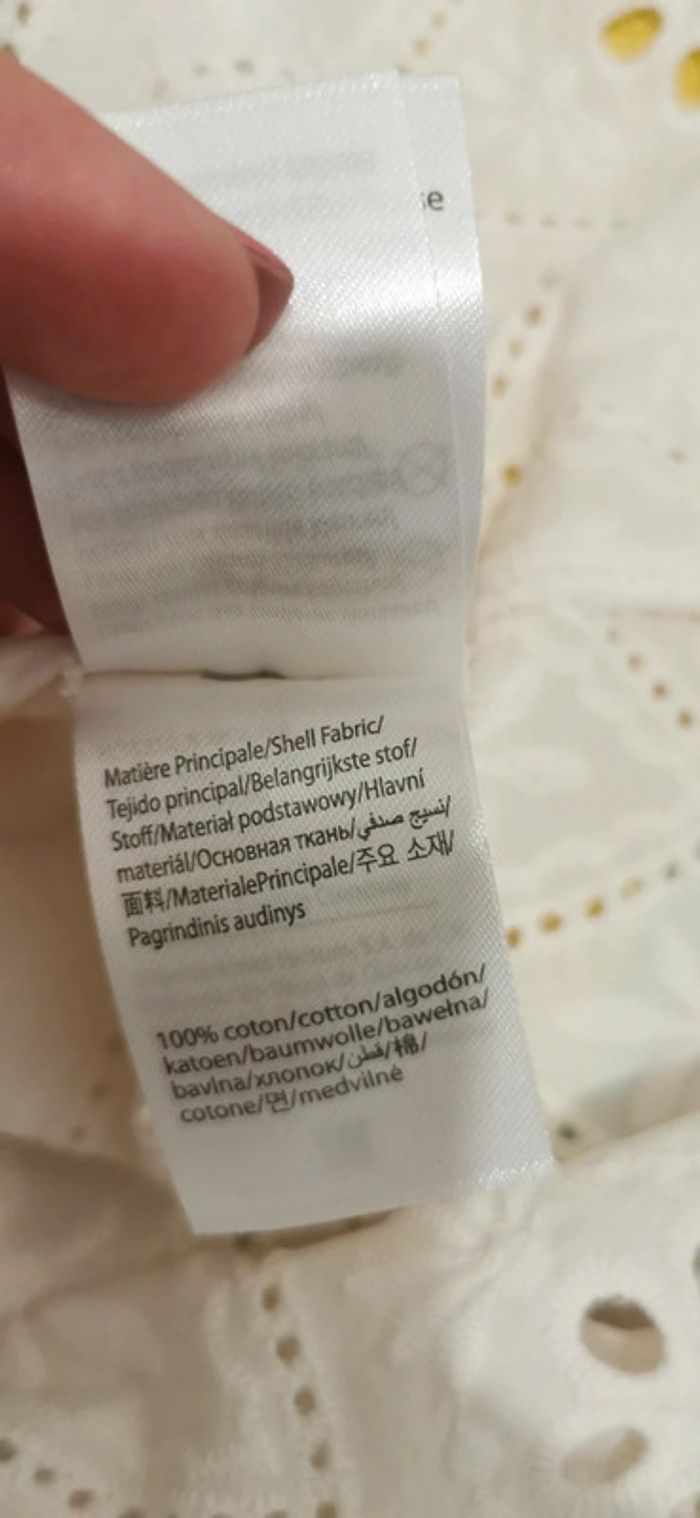 Matière Principale/Shell Fabric/
Tejido principal/Belangrijkste stof/
Stoff/Materiał podstawowy/Hlavní
materiál/Основная ткань/نسيج صدفي/
面料/MaterialePrincipale/주요 소재/
Pagrindinis audinys
100% coton/cotton/algodón/
katoen/baumwolle/bawełna/
bavlna/хлопок/قطن/棉/
cotone/면/medvilnė